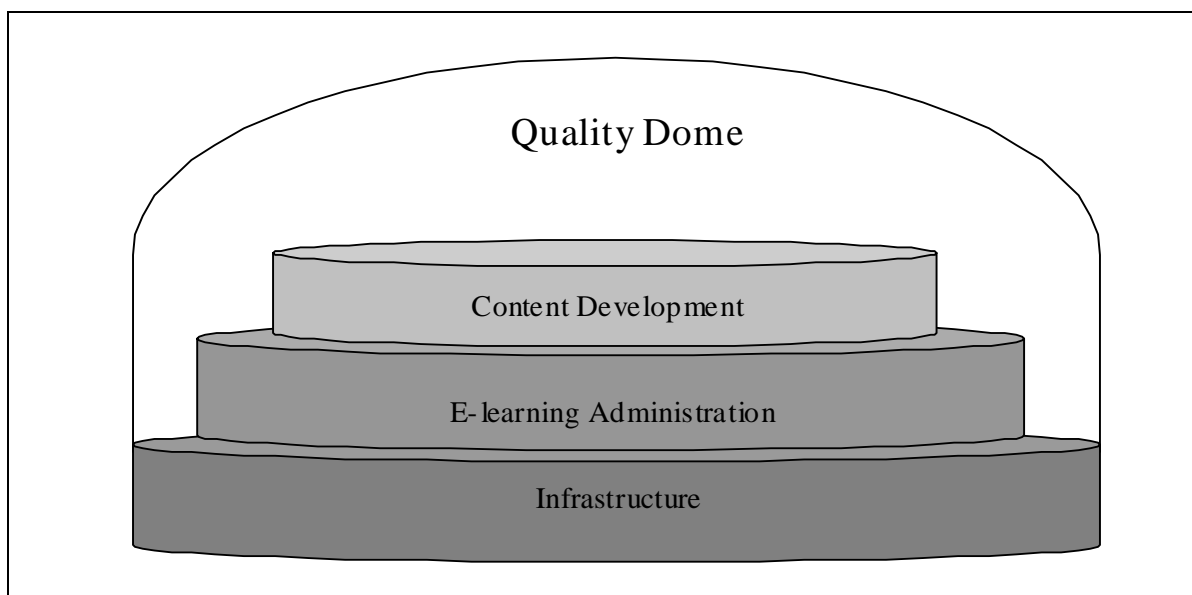 Quality Dome
Content Development
E-learning Administration
Infrastructure